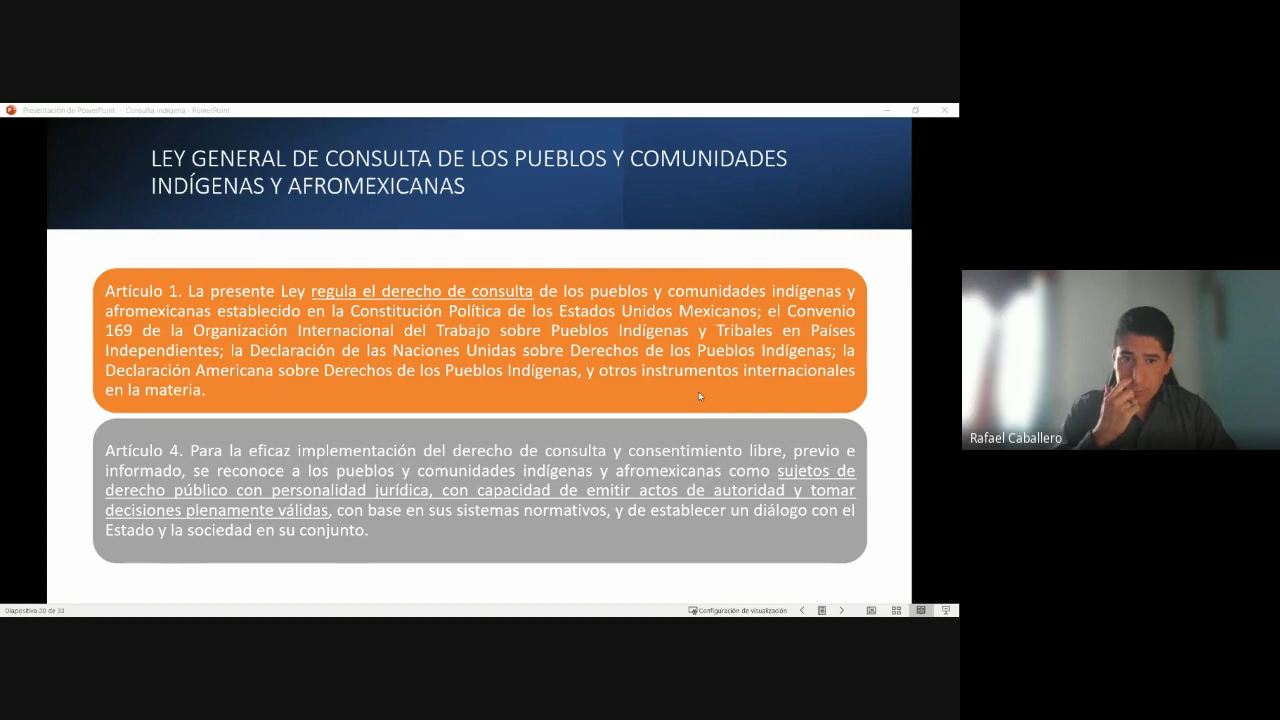 Presentación de PowerPoint - Consulta indígena - PowerPoint
LEY GENERAL DE CONSULTA DE LOS PUEBLOS Y COMUNIDADES
INDÍGENAS Y AFROMEXICANAS
Artículo 1. La presente Ley regula el derecho de consulta de los pueblos y comunidades indígenas y
afromexicanas establecido en la Constitución Política de los Estados Unidos Mexicanos; el Convenio
169 de la Organización Internacional del Trabajo sobre Pueblos Indígenas y Tribales en Países
Independientes; la Declaración de las Naciones Unidas sobre Derechos de los Pueblos Indígenas; la
Declaración Americana sobre Derechos de los Pueblos Indígenas, y otros instrumentos internacionales
en la materia.
Artículo 4. Para la eficaz implementación del derecho de consulta y consentimiento libre, previo e
informado, se reconoce a los pueblos y comunidades indígenas y afromexicanas como sujetos de
derecho público con personalidad jurídica, con capacidad de emitir actos de autoridad y tomar
decisiones plenamente válidas, con base en sus sistemas normativos, y de establecer un diálogo con el
Estado y la sociedad en su conjunto.
Rafael Caballero
Diapositiva 20 de 33
Configuración de visualización